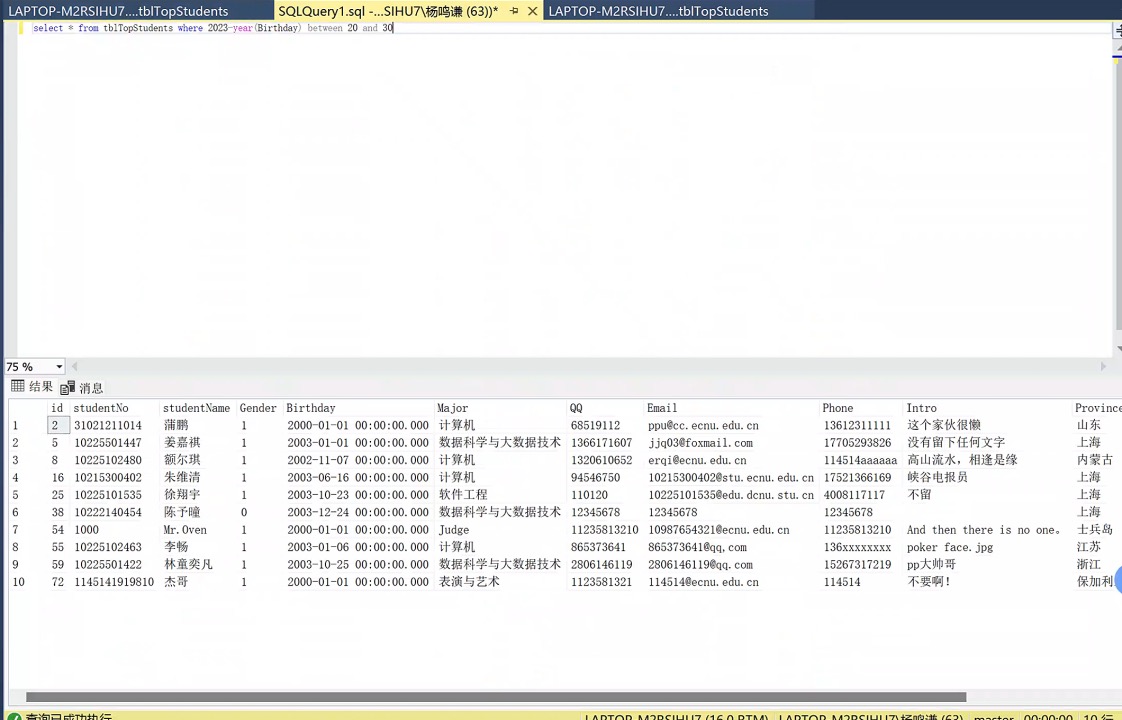 LAPTOP-M2RSIHU7....tblTopStudents SQLQuery1.sql -...SIHU7\杨鸣谦 (63))* LAPTOP-M2RSIHU7....tblTopStudents
select * from tblTopStudents where 2023-year(Birthday) between 20 and 30
75 %
结果 消息
id studentNo studentName Gender Birthday Major QQ Email Phone Intro Province
1 2 31021211014 蒲鹏 1 2000-01-01 00:00:00.000 计算机 68519112 ppu@cc.ecnu.edu.cn 13612311111 这个家伙很懒 山东
2 5 10225501447 姜嘉祺 1 2003-01-01 00:00:00.000 数据科学与大数据技术 1366171607 jjq03@foxmail.com 17705293826 没有留下任何文字 上海
3 8 10225102480 额尔琪 1 2002-11-07 00:00:00.000 计算机 1320610652 erqi@ecnu.edu.cn 114514aaaaaa 高山流水，相逢是缘 内蒙古
4 16 10215300402 朱维清 1 2003-06-16 00:00:00.000 计算机 94546750 10215300402@stu.ecnu.edu.cn 17521366169 峡谷电报员 上海
5 25 10225101535 徐翔宇 1 2003-10-23 00:00:00.000 软件工程 110120 10225101535@edu.dcnu.stu.cn 4008117117 不留 上海
6 38 10222140454 陈予曈 0 2003-12-24 00:00:00.000 数据科学与大数据技术 12345678 12345678 12345678 上海
7 54 1000 Mr.Oven 1 2000-01-01 00:00:00.000 Judge 11235813210 10987654321@ecnu.edu.cn 11235813210 And then there is no one。 士兵岛
8 55 10225102463 李畅 1 2003-01-06 00:00:00.000 计算机 865373641 865373641@qq,com 136xxxxxxxx poker face.jpg 江苏
9 59 10225501422 林童奕凡 1 2003-10-25 00:00:00.000 数据科学与大数据技术 2806146119 2806146119@qq.com 15267317219 pp大帅哥 浙江
10 72 1145141919810 杰哥 1 2000-01-01 00:00:00.000 表演与艺术 1123581321 114514@ecnu.edu.cn 114514 不要啊！ 保加利
查询已成功执行 LAPTOP-M2RSIHU7 (16.0 RTM) LAPTOP-M2RSIHU7\杨鸣谦 (63) master 00:00:00 10 行